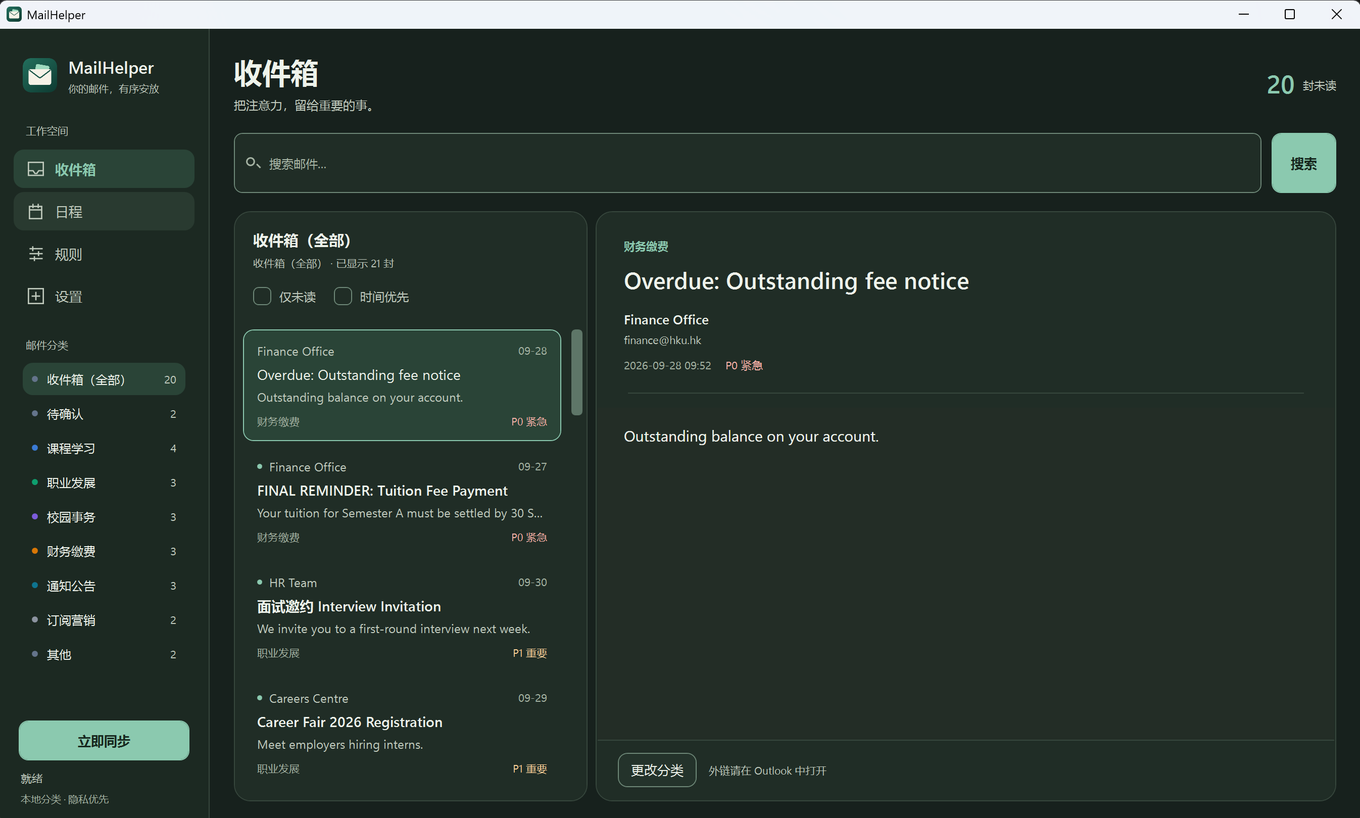 MailHelper
MailHelper
你的邮件，有序安放
工作空间
收件箱
日程
规则
设置
邮件分类
收件箱（全部） 20
待确认 2
课程学习 4
职业发展 3
校园事务 3
财务缴费 3
通知公告 3
订阅营销 2
其他 2
立即同步
就绪
本地分类 · 隐私优先
收件箱
把注意力，留给重要的事。
20 封未读
搜索邮件...
搜索
收件箱（全部）
收件箱（全部） · 已显示 21 封
仅未读 时间优先
Finance Office 09-28
Overdue: Outstanding fee notice
Outstanding balance on your account.
财务缴费 P0 紧急
Finance Office 09-27
FINAL REMINDER: Tuition Fee Payment
Your tuition for Semester A must be settled by 30 S...
财务缴费 P0 紧急
HR Team 09-30
面试邀约 Interview Invitation
We invite you to a first-round interview next week.
职业发展 P1 重要
Careers Centre 09-29
Career Fair 2026 Registration
Meet employers hiring interns.
职业发展 P1 重要
财务缴费
Overdue: Outstanding fee notice
Finance Office
finance@hku.hk
2026-09-28 09:52 P0 紧急
Outstanding balance on your account.
更改分类 外链请在 Outlook 中打开